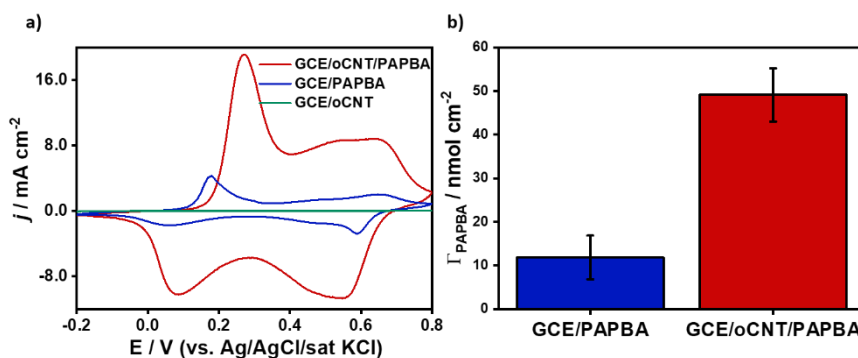 a)
j / mA cm⁻²
16.0
8.0
0.0
-8.0
GCE/oCNT/PAPBA
GCE/PAPBA
GCE/oCNT
-0.2 0.0 0.2 0.4 0.6 0.8
E / V (vs. Ag/AgCl/sat KCl)
b)
Γ_PAPBA / nmol cm⁻²
60
50
40
30
20
10
0
GCE/PAPBA GCE/oCNT/PAPBA